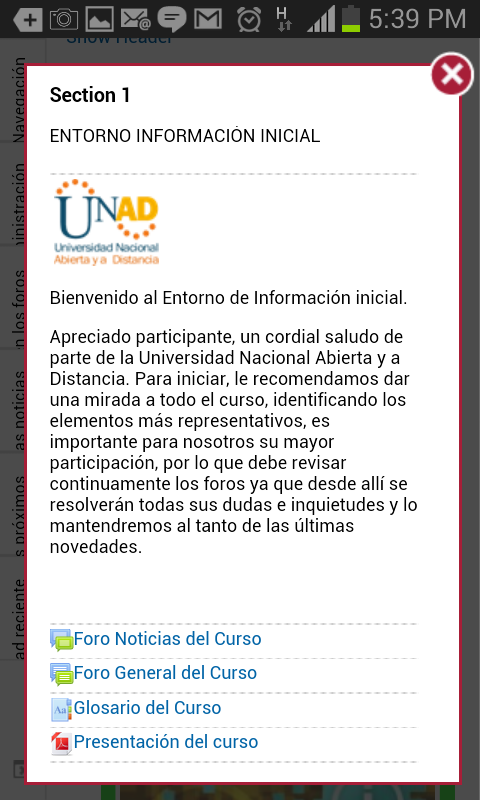 H
5:39 PM
Show Header
Navegación
ministración
en los foros
as noticias
s próximos
ad reciente
Section 1
ENTORNO INFORMACIÓN INICIAL
UNAD
Universidad Nacional
Abierta y a Distancia
Bienvenido al Entorno de Información inicial.
Apreciado participante, un cordial saludo de
parte de la Universidad Nacional Abierta y a
Distancia. Para iniciar, le recomendamos dar
una mirada a todo el curso, identificando los
elementos más representativos, es
importante para nosotros su mayor
participación, por lo que debe revisar
continuamente los foros ya que desde allí se
resolverán todas sus dudas e inquietudes y lo
mantendremos al tanto de las últimas
novedades.
Foro Noticias del Curso
Foro General del Curso
Aa
Glosario del Curso
Presentación del curso